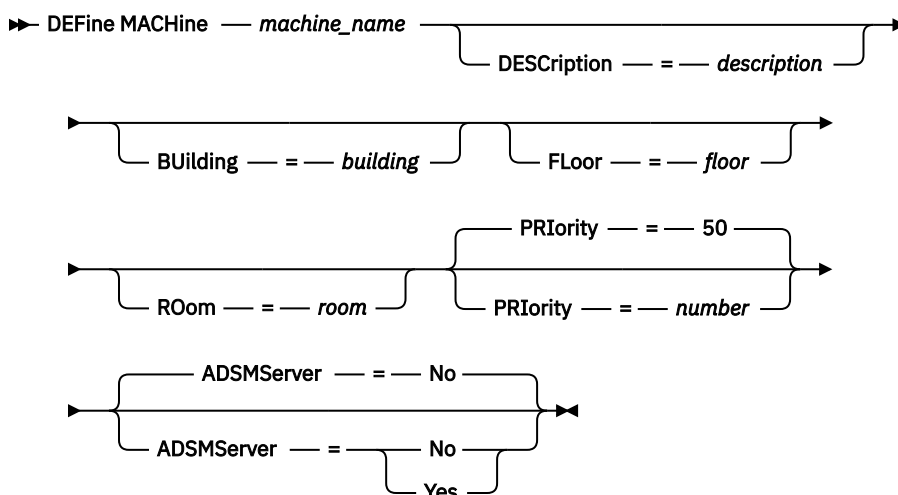 DEFine MACHine machine_name
DESCription = description
BUilding = building FLoor = floor
PRIority = 50
ROom = room PRIority = number
ADSMServer = No
ADSMServer = No
Yes